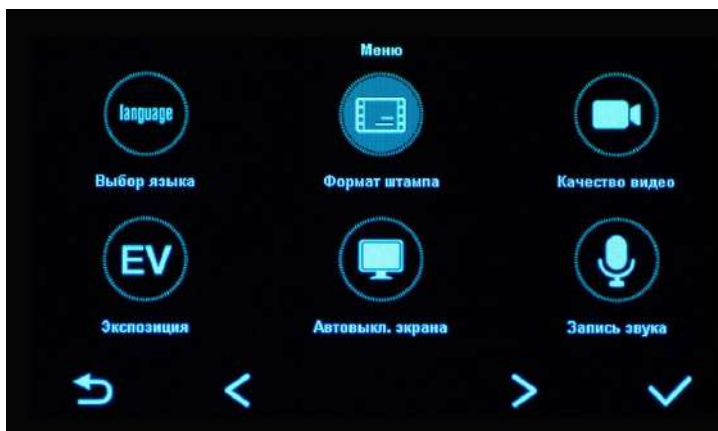 Меню
language
Выбор языка
Формат штампа
Качество видео
EV
Экспозиция
Автовыкл. экрана
Запись звука